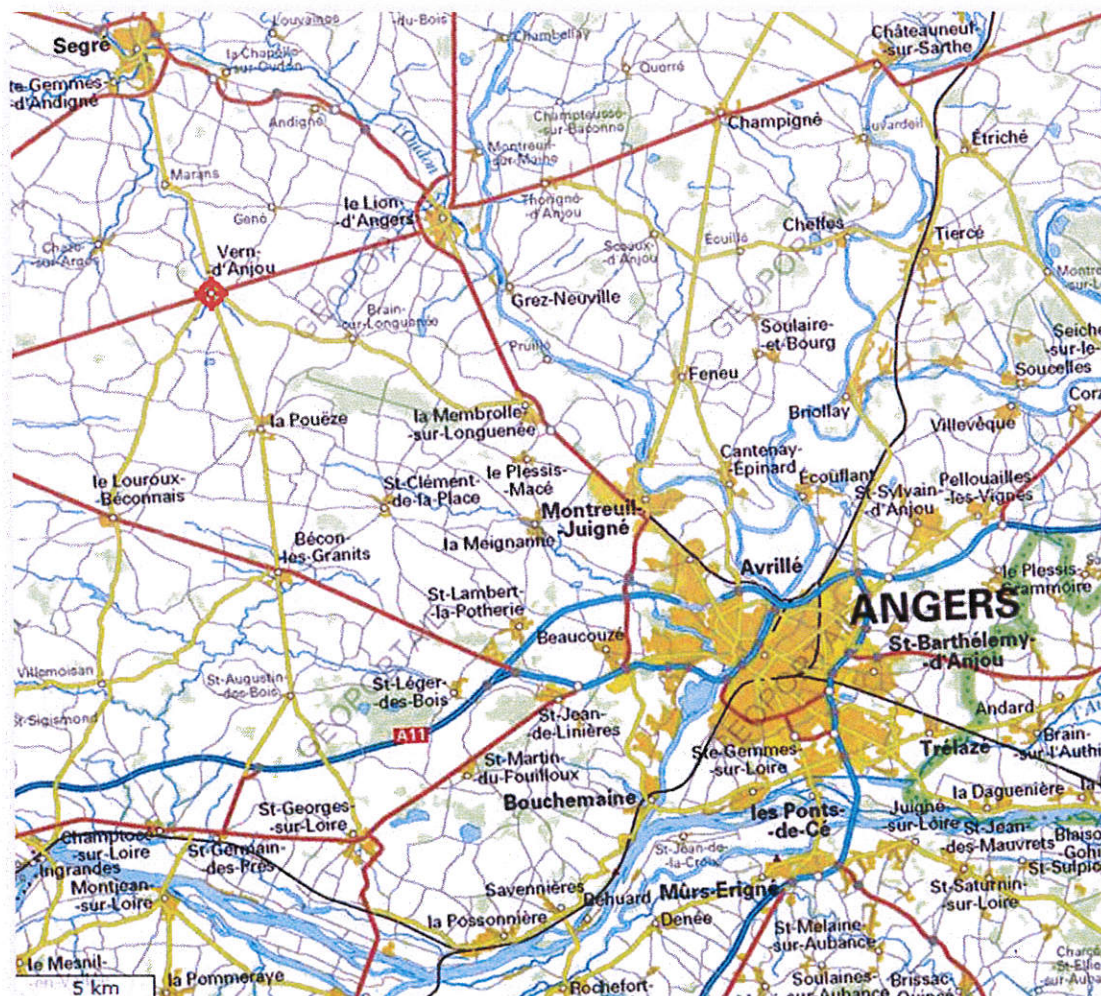 Louvaines
-du-Bois
Chambellay
Châteauneuf
-sur-Sarthe
Segré
la Chapelle
-sur-Oudon
Querré
te Gemmes-
-d'Andigné
Andigné
Champteussé
-sur-Baconne
Champigné
l'Oudon
Montreuil
-sur-Maine
Étriché
Marans
le Lion-
d'Angers
Thorigné
-d'Anjou
Gené
Cheffes
Sceaux-
d'Anjou
Écuillé
Tiercé
-sur-Argos
Vern-
-d'Anjou
GEOPORTAIL
GEOPORTAIL
Grez-Neuville
Brain-
-sur-Longuenée
Soulaire-
-et-Bourg
Seiche
-sur-le-
Pruillé
Feneu
Soucelles
la Pouëze
la Membrolle-
-sur-Longuenée
Briollay
Corz
Villevêque
le Louroux-
-Béconnais
St-Clément-
-de-la-Place
le Plessis-
-Macé
Cantenay-
-Épinard
Écouflant
St-Sylvain-
d'Anjou
Pellouailles
-les-Vignes
Montreuil-
-Juigné
la Meignanne
Bécon-
-les-Granits
Avrillé
le Plessis-
-Grammoire
ANGERS
St-Lambert-
-la-Potherie
Beaucouzé
St-Barthélemy-
-d'Anjou
Villemoisan
St-Augustin
-des-Bois
GEOPORTAIL
GEOPORTAIL
St-Léger-
-des-Bois
Andard
St-Sigismond
A11
St-Jean-
de-Linières
Ste-Gemmes-
-sur-Loire
Trélazé
Brain-
-sur-l'Authi
St-Martin-
du-Fouilloux
Bouchemaine
la Daguenière
St-Georges-
-sur-Loire
les Ponts-
-de-Cé
Juigné
-sur-Loire
St-Jean-
-des-Mauvrets
Champtocé
-sur-Loire
St-Germain
-des-Prés
St-Jean-de-
la-Croix
Ingrandes
Montjean-
-sur-Loire
Savennières
Béhuard
Mûrs-Erigné
St-Saturnin-
-sur-Loire
la Possonnière
Denée
St-Melaine-
-sur-Aubance
le Mesnil-
5 km
la Pommeraye
Rochefort-
Soulaines-
-sur-Aubance
Brissac-